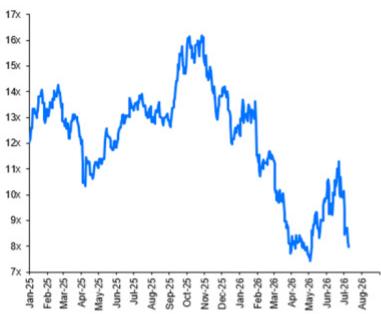 17x
16x
15x
14x
13x
12x
11x
10x
9x
8x
7x
Jan-25
Feb-25
Mar-25
Apr-25
May-25
Jun-25
Jul-25
Aug-25
Sep-25
Oct-25
Nov-25
Dec-25
Jan-26
Feb-26
Mar-26
Apr-26
May-26
Jun-26
Jul-26
Aug-26